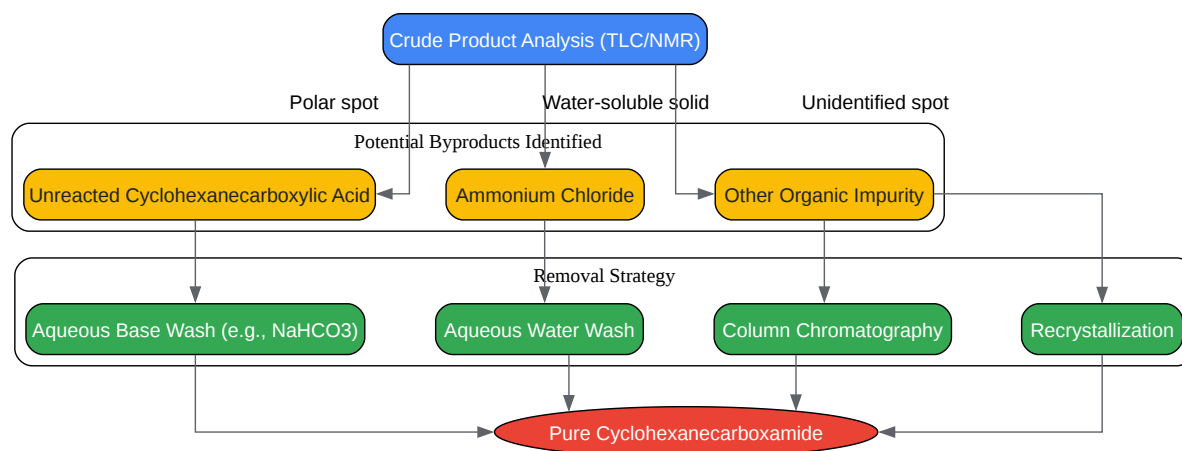 Crude Product Analysis (TLC/NMR)
Polar spot
Water-soluble solid
Unidentified spot
Potential Byproducts Identified
Unreacted Cyclohexanecarboxylic Acid
Ammonium Chloride
Other Organic Impurity
Removal Strategy
Aqueous Base Wash (e.g., NaHCO3)
Aqueous Water Wash
Column Chromatography
Recrystallization
Pure Cyclohexanecarboxamide